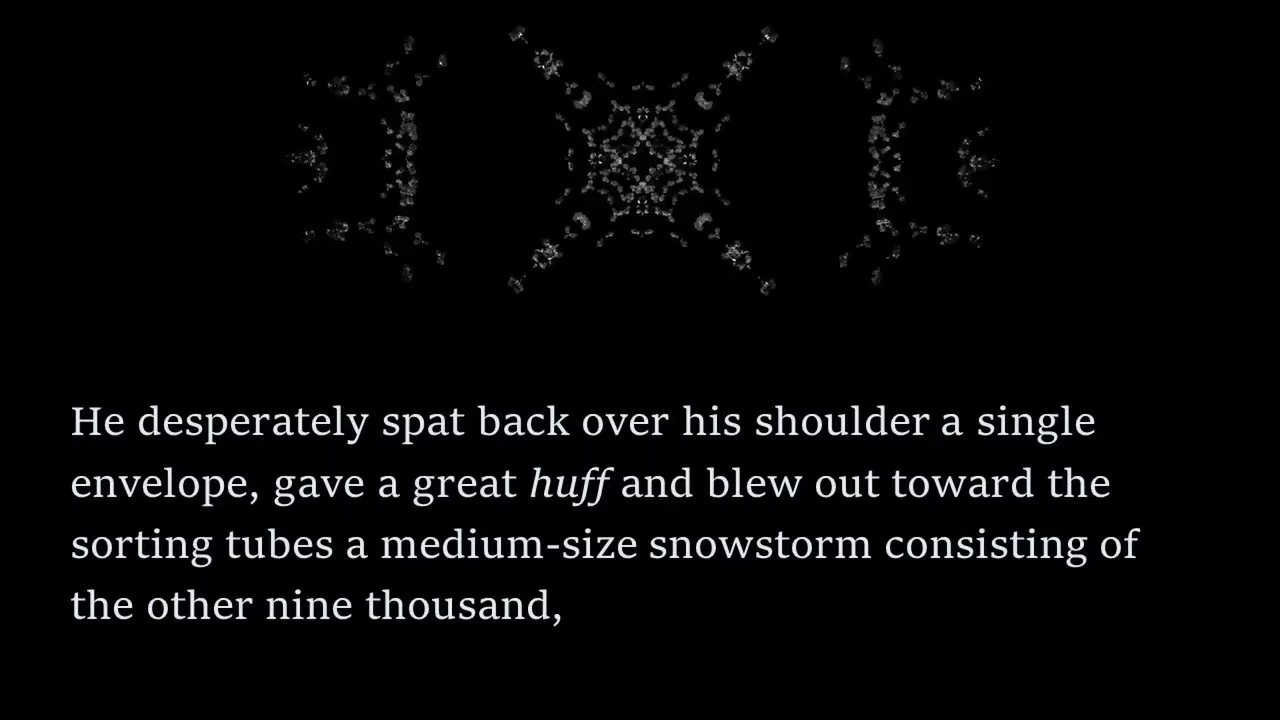 He desperately spat back over his shoulder a single
envelope, gave a great huff and blew out toward the
sorting tubes a medium-size snowstorm consisting of
the other nine thousand,